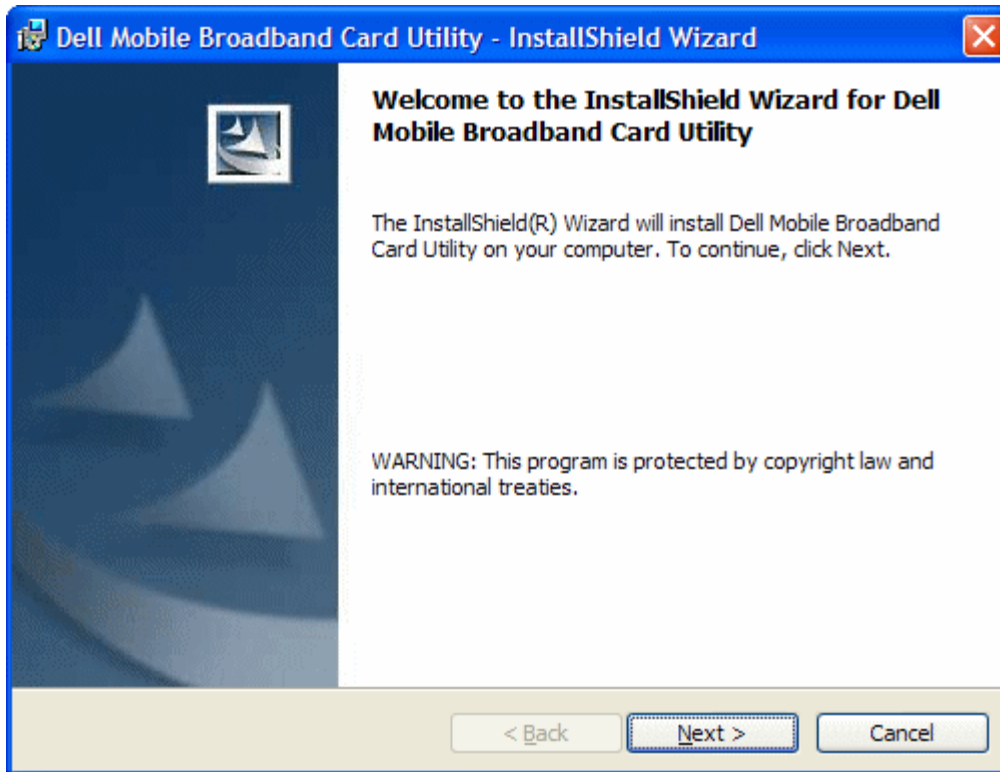 Dell Mobile Broadband Card Utility - InstallShield Wizard
Welcome to the InstallShield Wizard for Dell
Mobile Broadband Card Utility
The InstallShield(R) Wizard will install Dell Mobile Broadband
Card Utility on your computer. To continue, click Next.
WARNING: This program is protected by copyright law and
international treaties.
< Back
Next >
Cancel